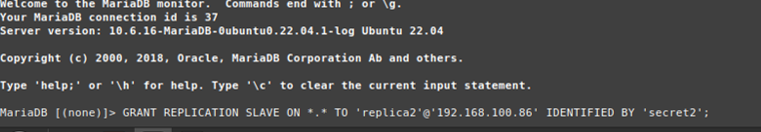 Welcome to the MariaDB monitor.  Commands end with ; or \g.
Your MariaDB connection id is 37
Server version: 10.6.16-MariaDB-0ubuntu0.22.04.1-log Ubuntu 22.04
Copyright (c) 2000, 2018, Oracle, MariaDB Corporation Ab and others.
Type 'help;' or '\h' for help. Type '\c' to clear the current input statement.
MariaDB [(none)]> GRANT REPLICATION SLAVE ON *.* TO 'replica2'@'192.168.100.86' IDENTIFIED BY 'secret2';